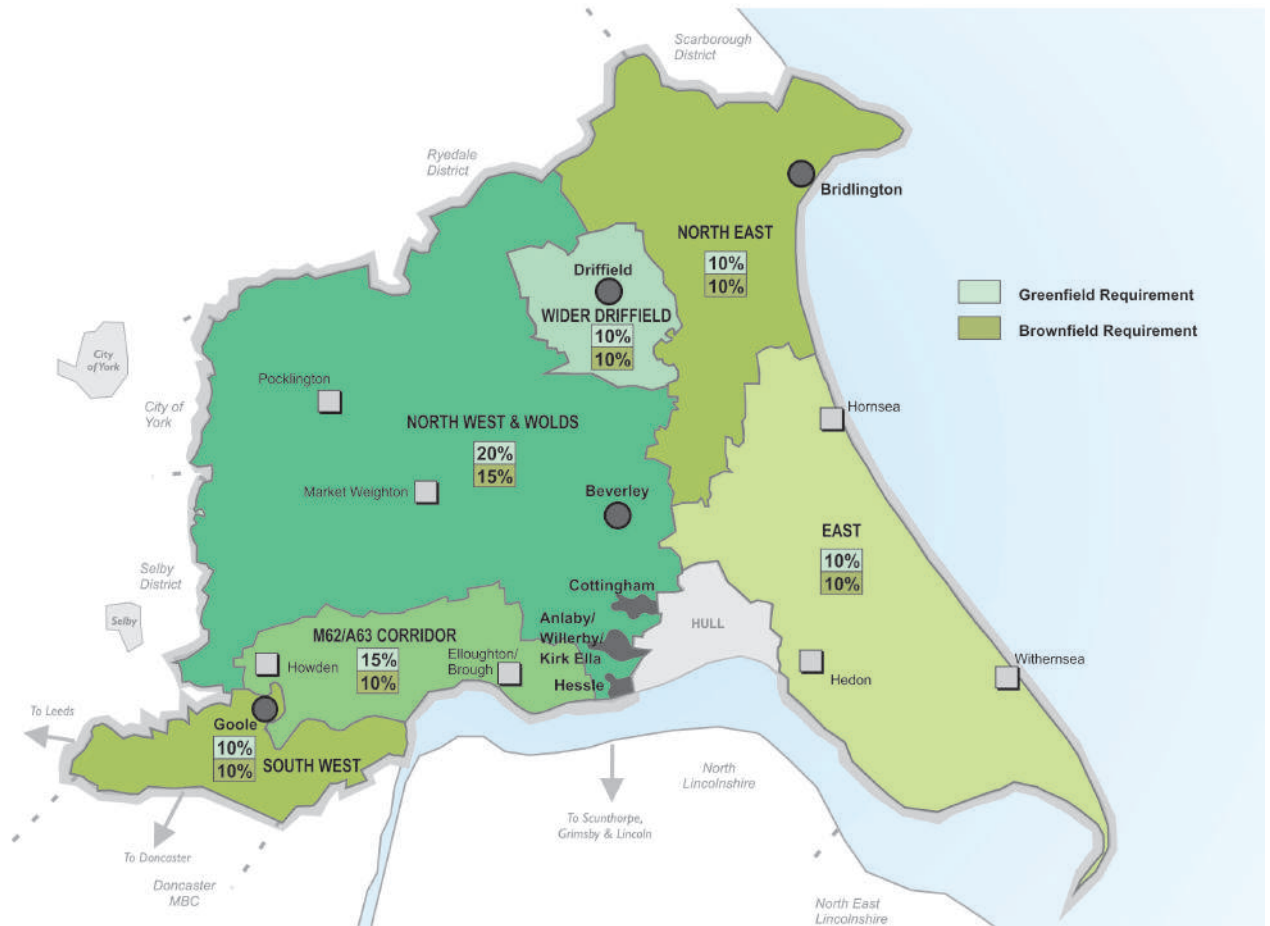 Scarborough
District
Ryedale
District
Bridlington
NORTH EAST
10%
10%
Driffield
WIDER DRIFFIELD
10%
10%
Greenfield Requirement
Brownfield Requirement
City
of York
City of
York
Pocklington
NORTH WEST & WOLDS
20%
15%
Hornsea
Market Weighton
Beverley
EAST
10%
10%
Selby
District
Selby
Cottingham
Anlaby/
Willerby/
Kirk Ella
HULL
Hessle
M62/A63 CORRIDOR
15%
10%
Howden
Elloughton/
Brough
Hedon
Withernsea
To Leeds
Goole
10%
10%
SOUTH WEST
North
Lincolnshire
To Scunthorpe,
Grimsby & Lincoln
To Doncaster
Doncaster
MBC
North East
Lincolnshire